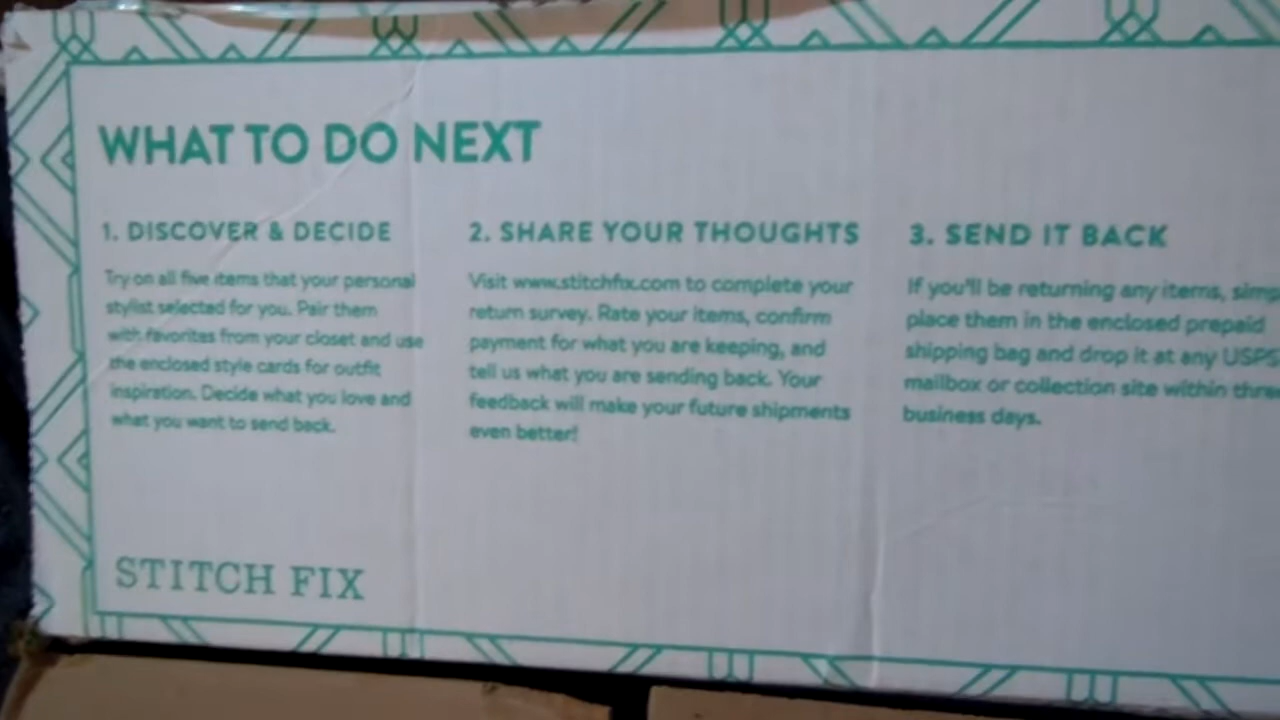 WHAT TO DO NEXT
1. DISCOVER & DECIDE
Try on all five items that your personal
stylist selected for you. Pair them
with favorites from your closet and use
the enclosed style cards for outfit
inspiration. Decide what you love and
what you want to send back.
2. SHARE YOUR THOUGHTS
Visit www.stitchfix.com to complete your
return survey. Rate your items, confirm
payment for what you are keeping, and
tell us what you are sending back. Your
feedback will make your future shipments
even better!
3. SEND IT BACK
If you'll be returning any items,
place them in the enclosed prepaid
shipping bag and drop it at any USPS
mailbox or collection site within
business days.
STITCH FIX